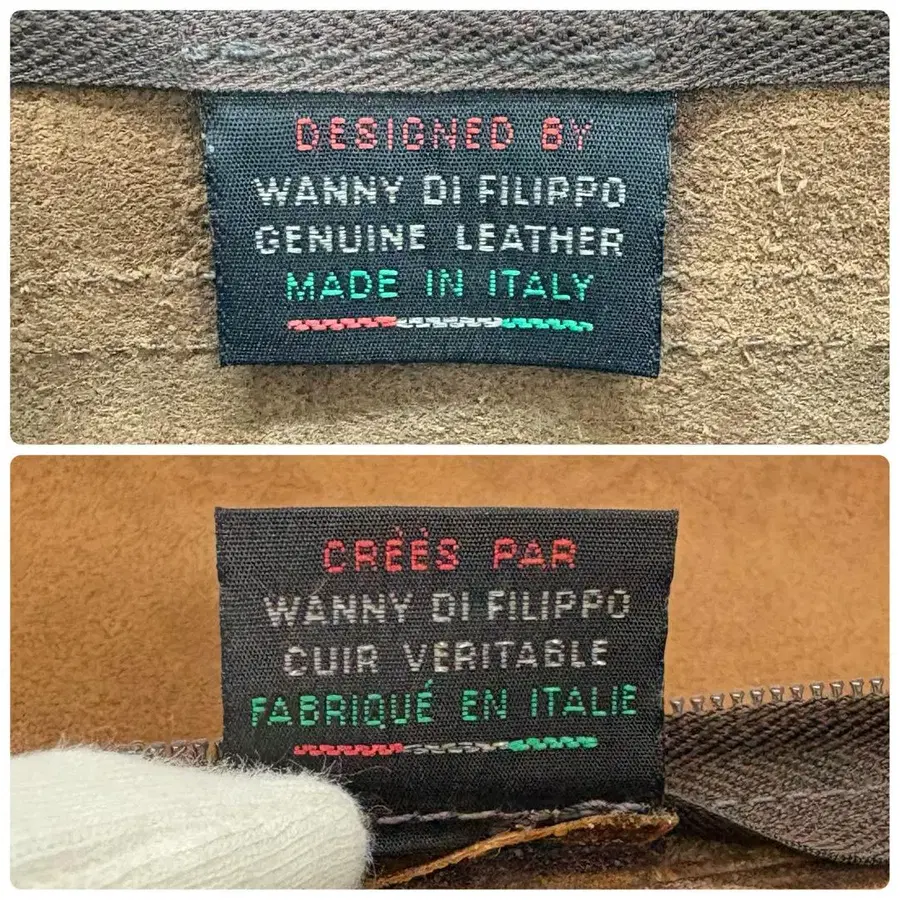 DESIGNED BY
WANNY DI FILIPPO
GENUINE LEATHER
MADE IN ITALY
CRÉÉS PAR
WANNY DI FILIPPO
CUIR VERITABLE
FABRIQUÉ EN ITALIE